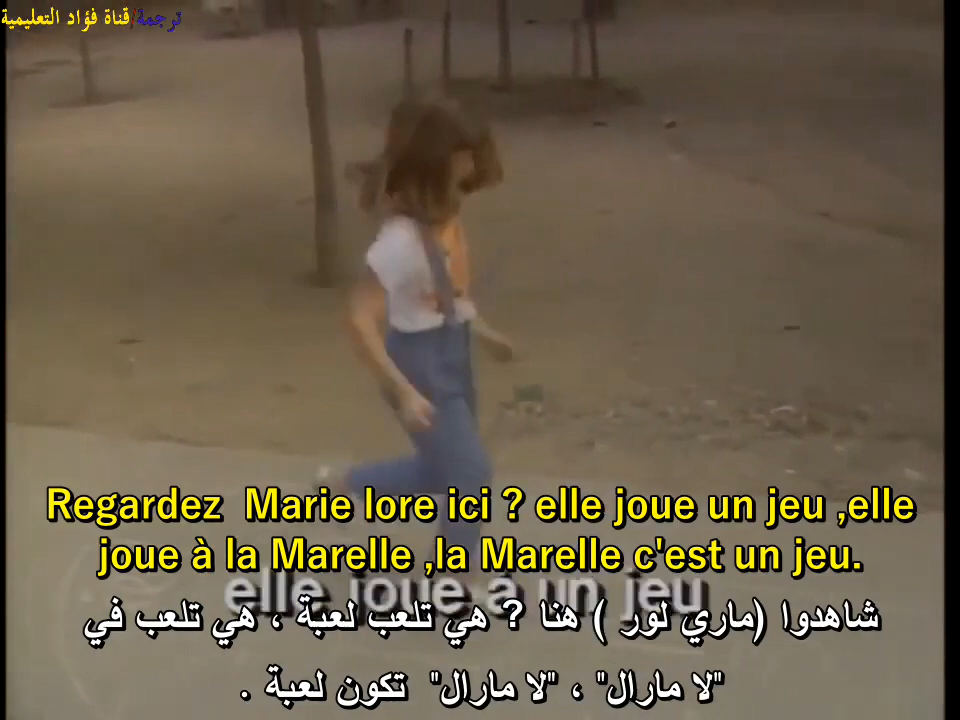 ترجمة/قناة فؤاد التعليمية
Regardez Marie lore ici ? elle joue un jeu ,elle
joue à la Marelle ,la Marelle c'est un jeu.
elle joue à un jeu
شاهدوا (ماري لور ) هنا ? هي تلعب لعبة ، هي تلعب في
"لا مارال" ، "لا مارال" تكون لعبة .